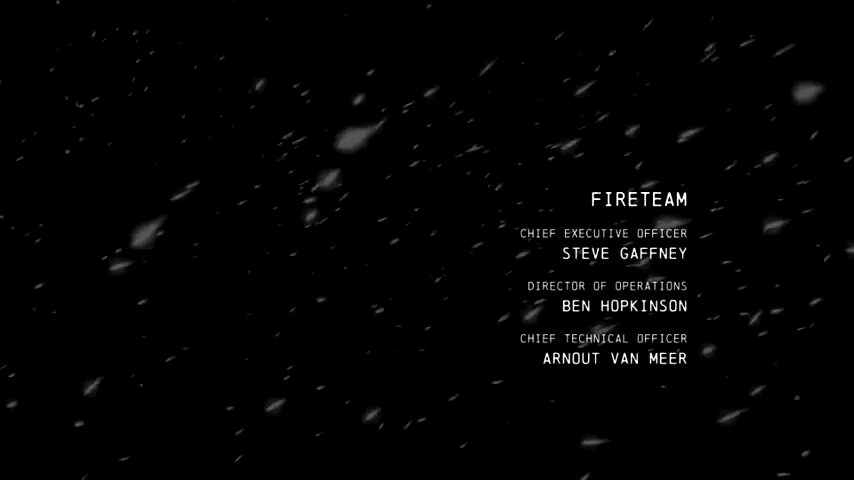 FIRETEAM
CHIEF EXECUTIVE OFFICER
STEVE GAFFNEY
DIRECTOR OF OPERATIONS
BEN HOPKINSON
CHIEF TECHNICAL OFFICER
ARNOUT VAN MEER